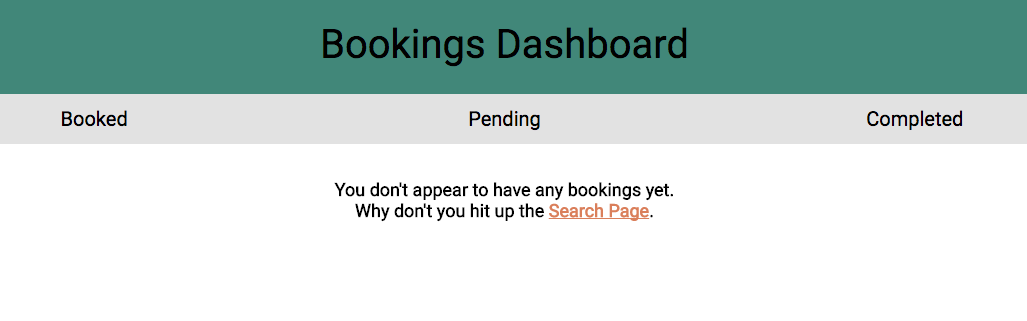 Bookings Dashboard
Booked Pending Completed
You don't appear to have any bookings yet.
Why don't you hit up the Search Page.